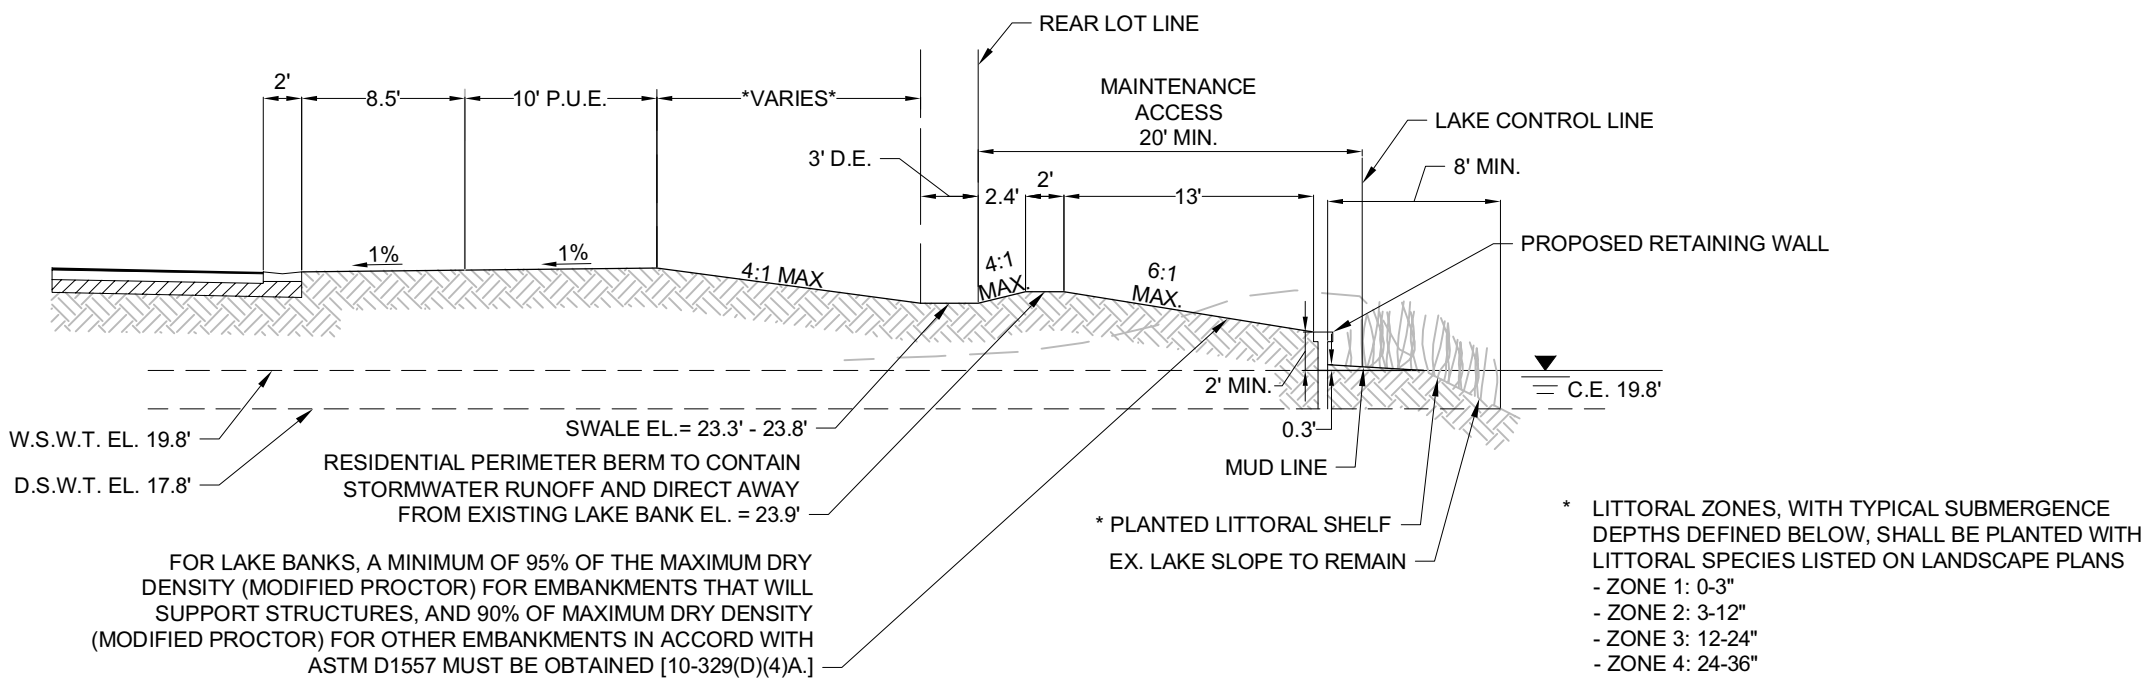 REAR LOT LINE
2'
8.5'
10' P.U.E.
*VARIES*
MAINTENANCE
ACCESS
20' MIN.
LAKE CONTROL LINE
3' D.E.
8' MIN.
2.4'
2'
13'
PROPOSED RETAINING WALL
1%
1%
4:1 MAX
4:1
MAX.
6:1
MAX.
2' MIN.
C.E. 19.8'
0.3'
W.S.W.T. EL. 19.8'
D.S.W.T. EL. 17.8'
SWALE EL.= 23.3' - 23.8'
MUD LINE
RESIDENTIAL PERIMETER BERM TO CONTAIN
STORMWATER RUNOFF AND DIRECT AWAY
FROM EXISTING LAKE BANK EL. = 23.9'
* PLANTED LITTORAL SHELF
EX. LAKE SLOPE TO REMAIN
FOR LAKE BANKS, A MINIMUM OF 95% OF THE MAXIMUM DRY
DENSITY (MODIFIED PROCTOR) FOR EMBANKMENTS THAT WILL
SUPPORT STRUCTURES, AND 90% OF MAXIMUM DRY DENSITY
(MODIFIED PROCTOR) FOR OTHER EMBANKMENTS IN ACCORD WITH
ASTM D1557 MUST BE OBTAINED [10-329(D)(4)A.]
* LITTORAL ZONES, WITH TYPICAL SUBMERGENCE
DEPTHS DEFINED BELOW, SHALL BE PLANTED WITH
LITTORAL SPECIES LISTED ON LANDSCAPE PLANS
- ZONE 1: 0-3"
- ZONE 2: 3-12"
- ZONE 3: 12-24"
- ZONE 4: 24-36"